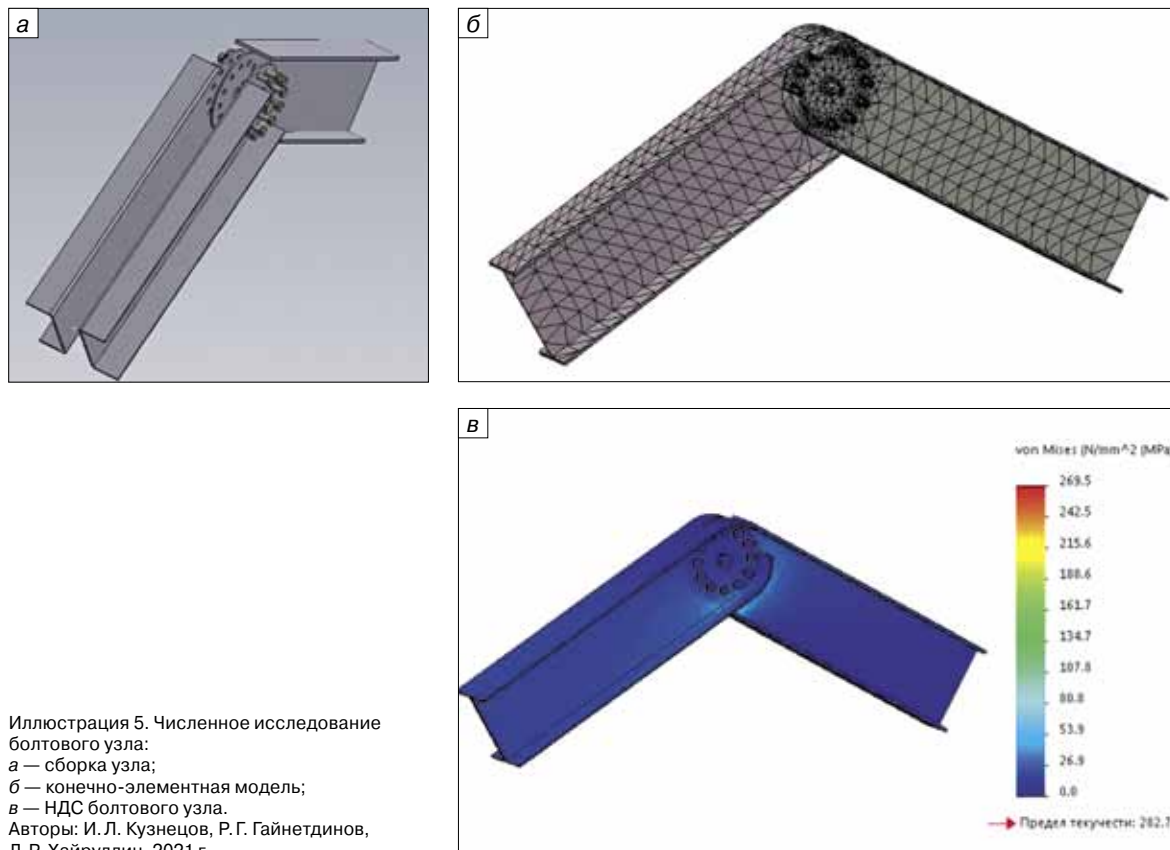 а
б
в
von Mises (N/mm^2 (MPa
269.5
242.5
215.6
188.6
161.7
134.7
107.8
80.8
53.9
26.9
0.0
Предел текучести: 282.7
Иллюстрация 5. Численное исследование
болтового узла:
а — сборка узла;
б — конечно-элементная модель;
в — НДС болтового узла.
Авторы: И. Л. Кузнецов, Р. Г. Гайнетдинов,
Л. Р. Хайруллин. 2021 г.